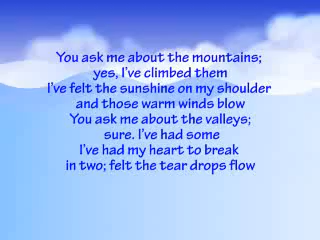 You ask me about the mountains;
yes, I've climbed them
I've felt the sunshine on my shoulder
and those warm winds blow
You ask me about the valleys;
sure. I've had some
I've had my heart to break
in two; felt the tear drops flow